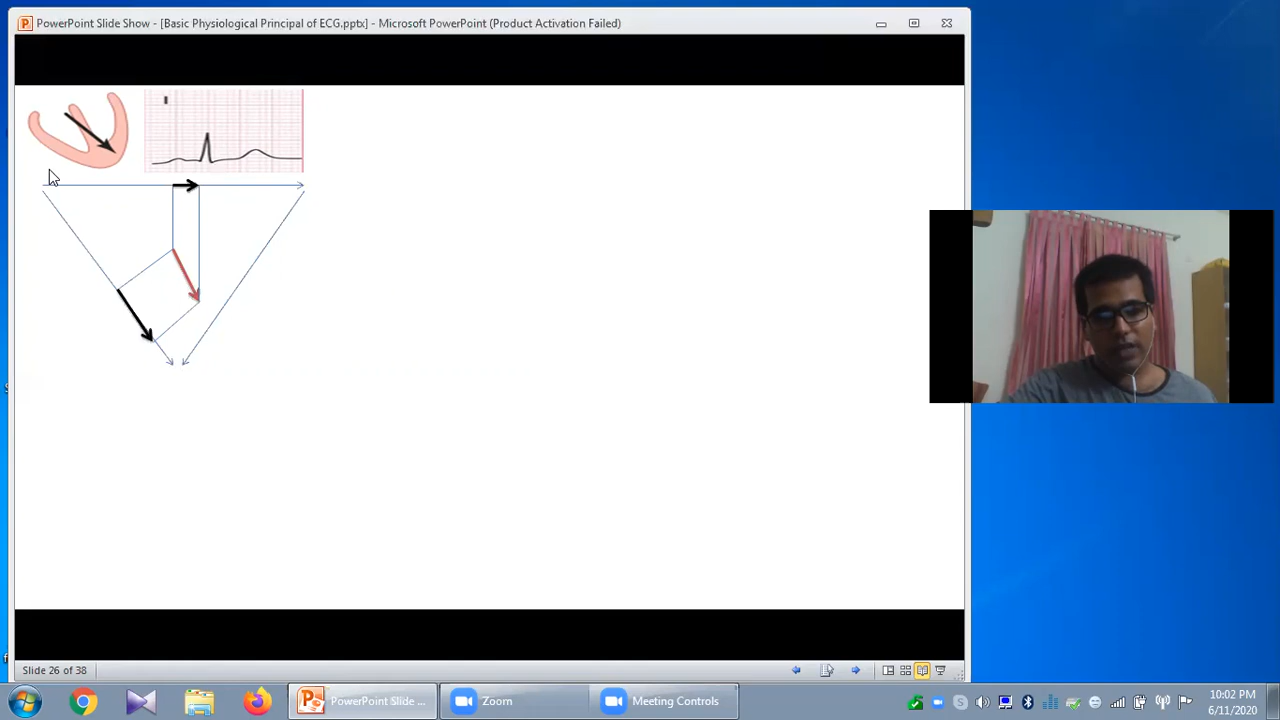 PowerPoint Slide Show - [Basic Physiological Principal of ECG.pptx] - Microsoft PowerPoint (Product Activation Failed)
I
Slide 26 of 38
PowerPoint Slide ...
Zoom
Meeting Controls
10:02 PM
6/11/2020